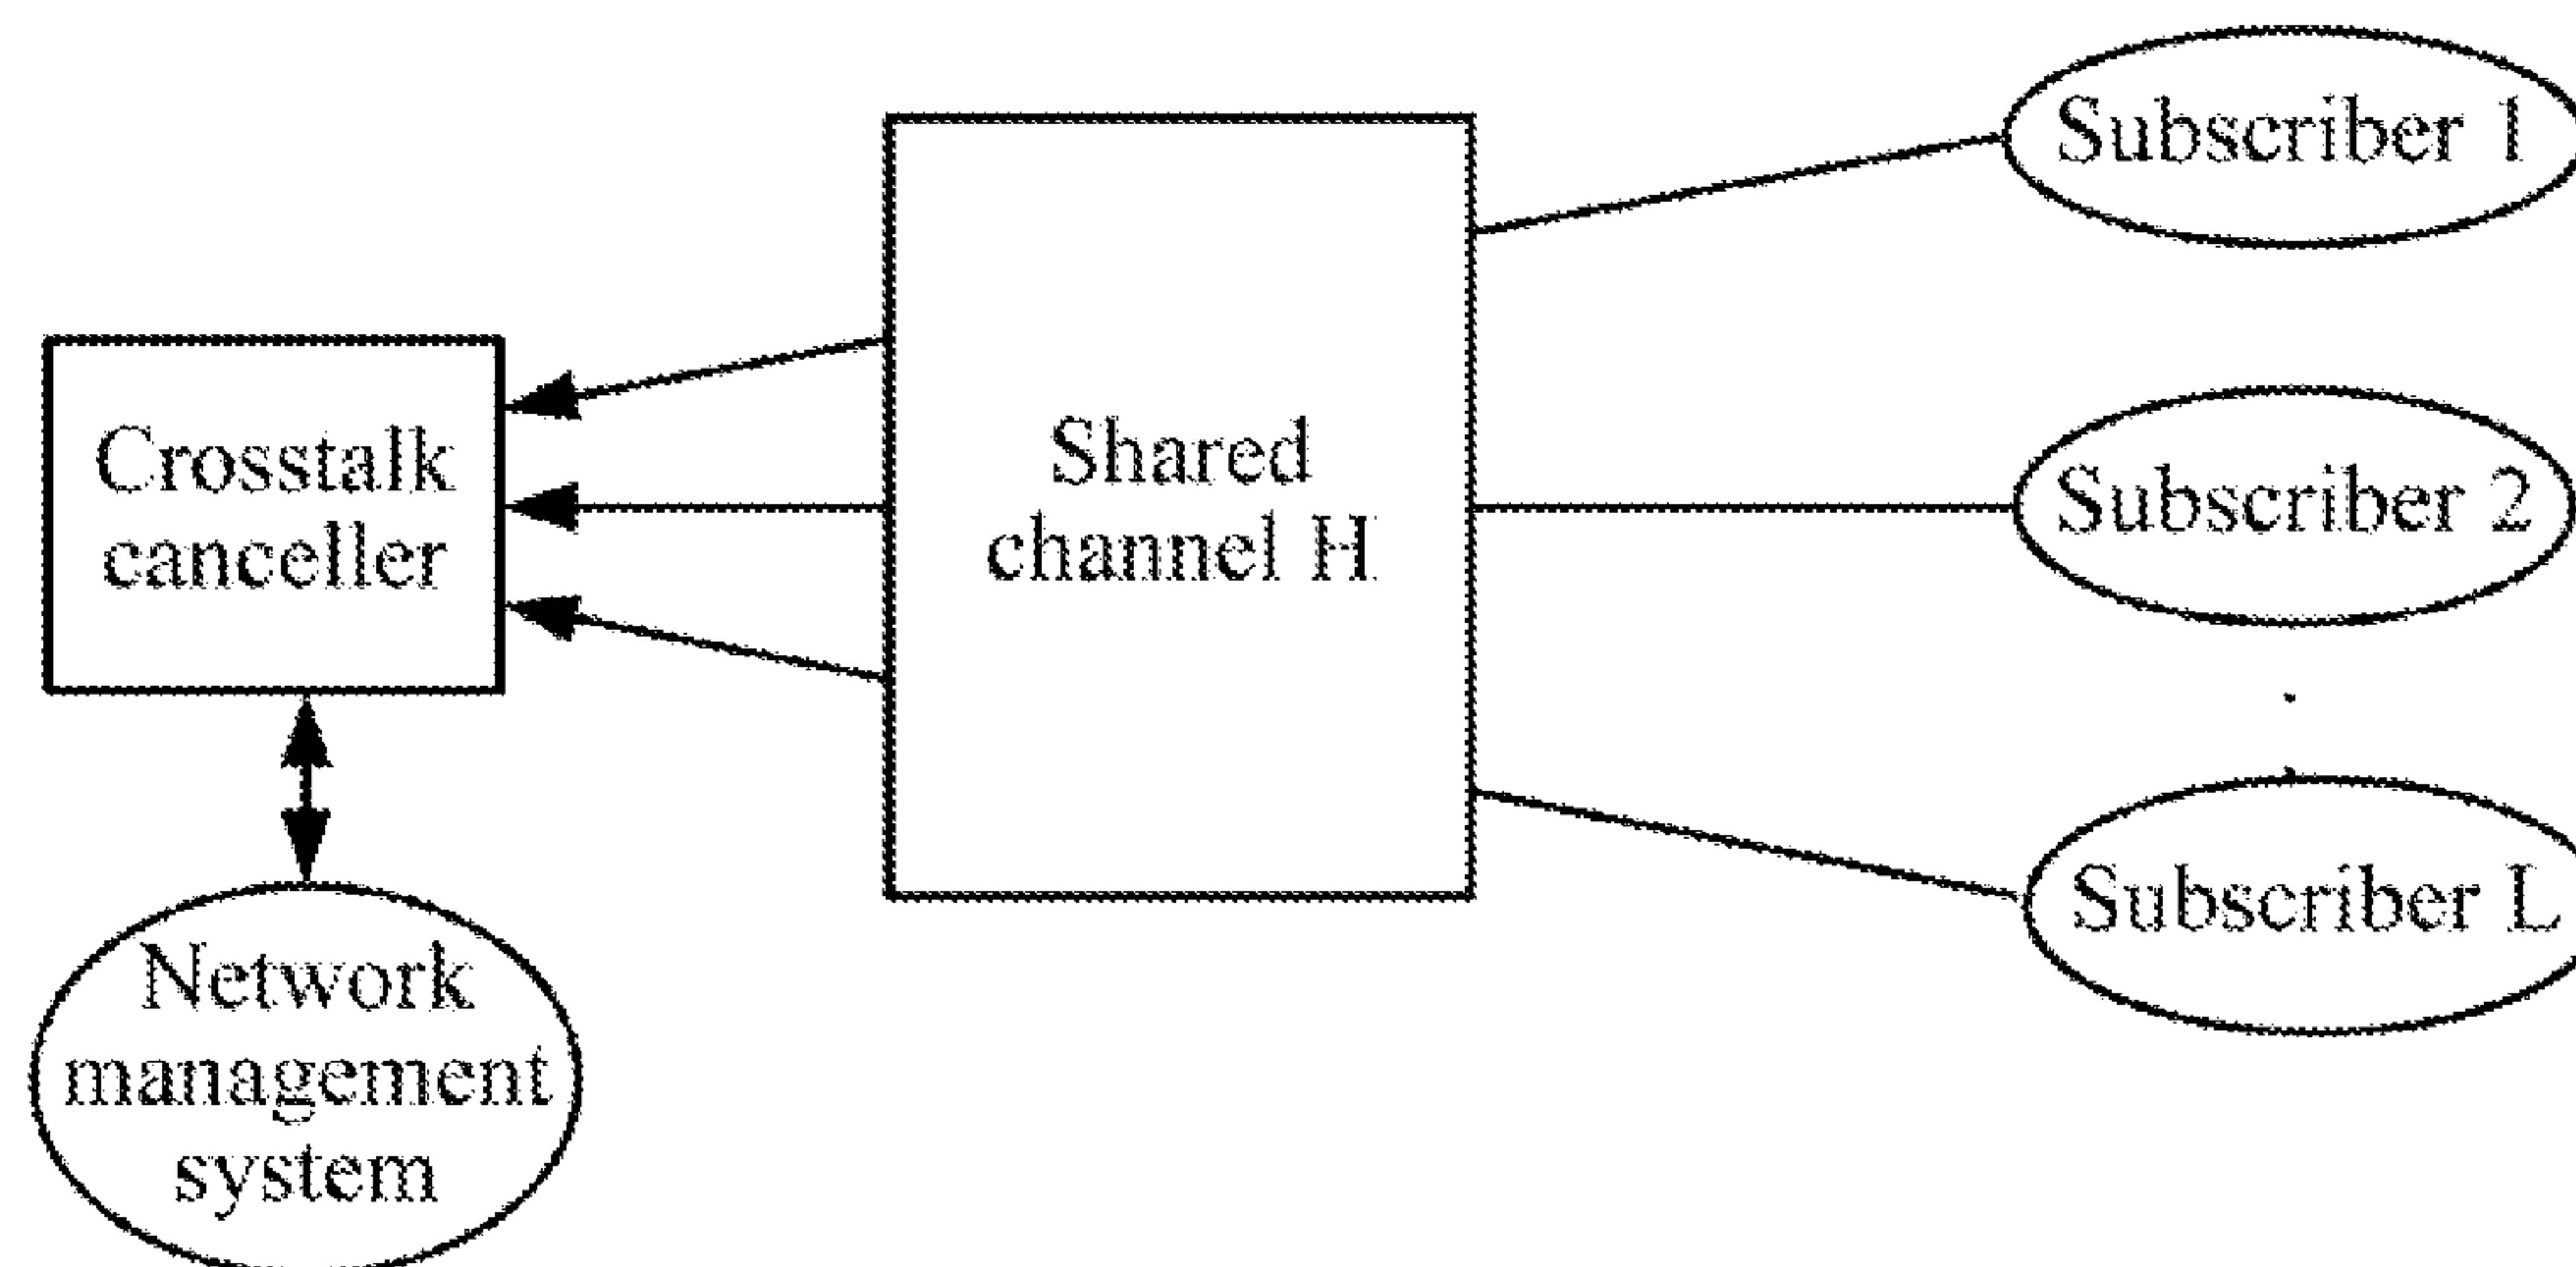 Subscriber 1
Crosstalk
canceller
Shared
channel H
Subscriber 2
Subscriber L
Network
management
system